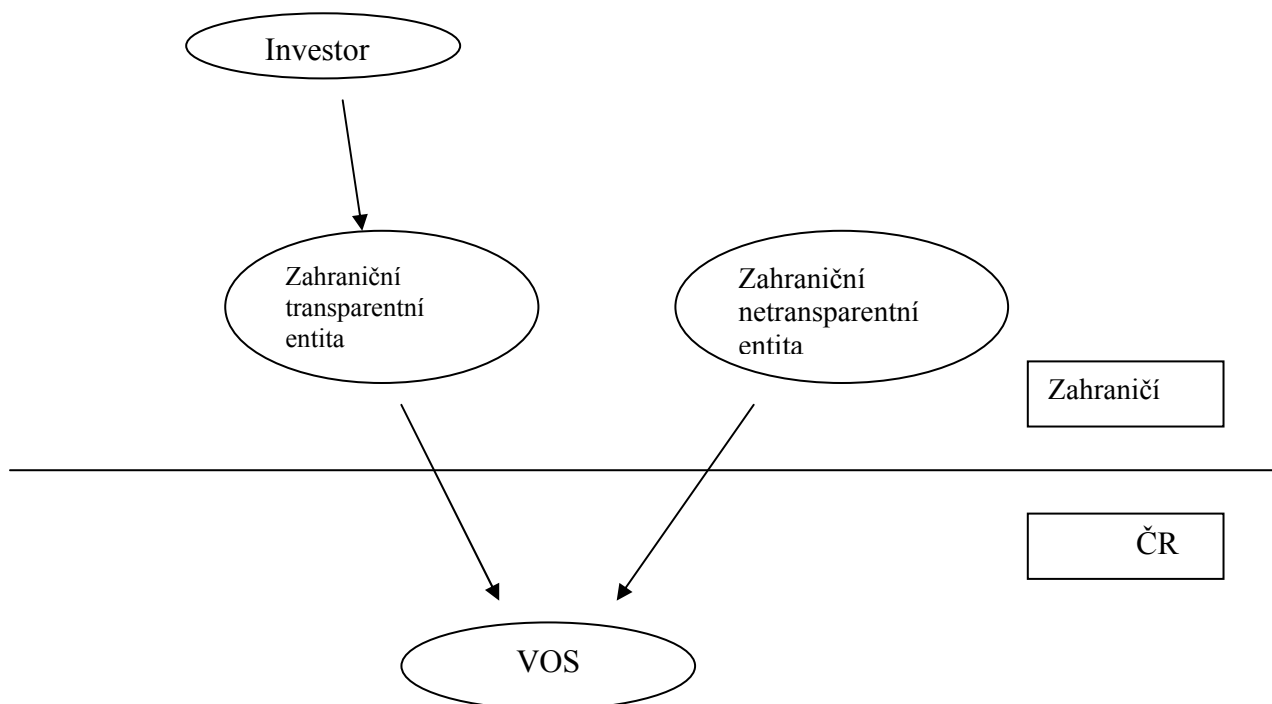 Investor
Zahraniční
transparentní
entita
Zahraniční
netransparentní
entita
Zahraničí
ČR
VOS